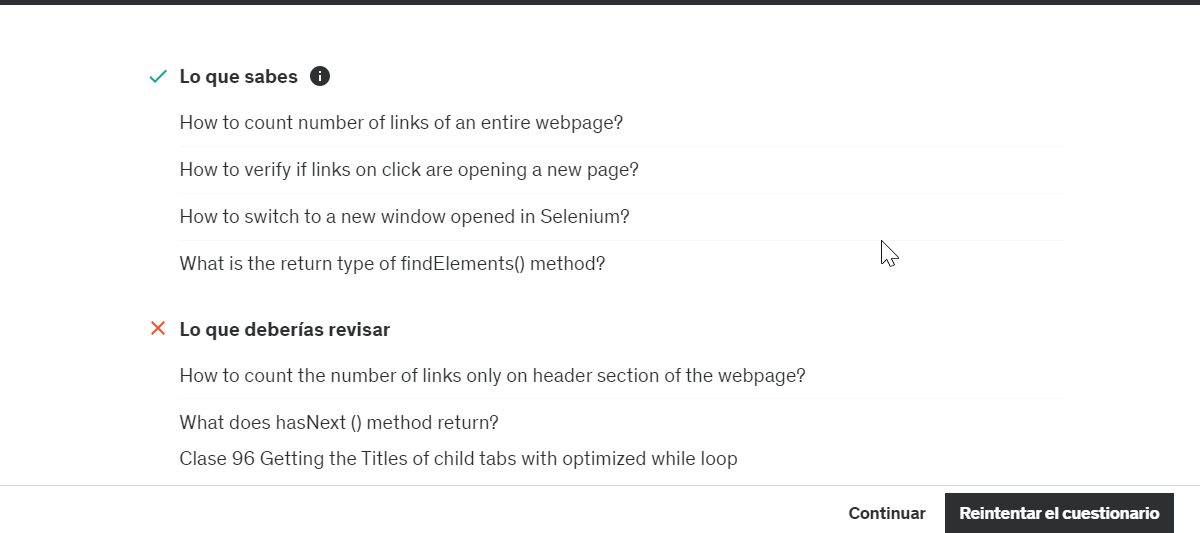 Lo que sabes
How to count number of links of an entire webpage?
How to verify if links on click are opening a new page?
How to switch to a new window opened in Selenium?
What is the return type of findElements() method?
Lo que deberías revisar
How to count the number of links only on header section of the webpage?
What does hasNext () method return?
Clase 96 Getting the Titles of child tabs with optimized while loop
Continuar
Reintentar el cuestionario